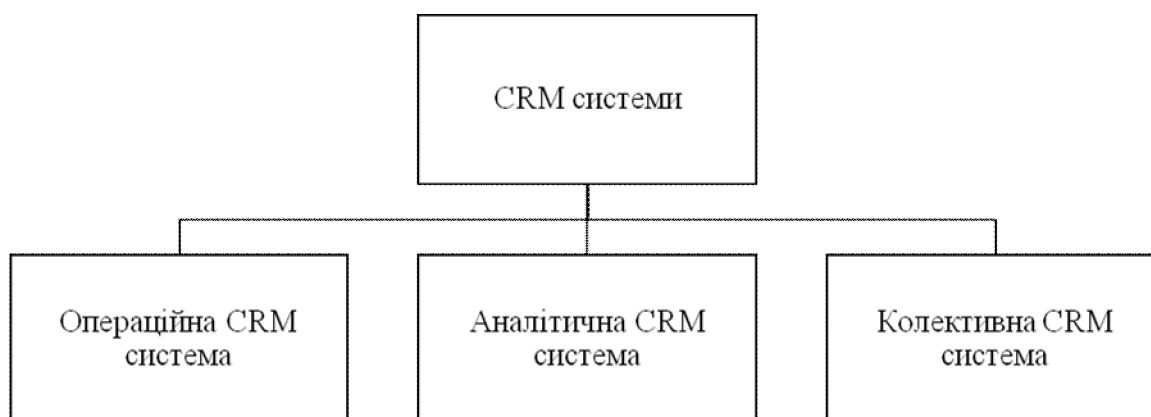 CRM системи
Операційна CRM
система
Аналітична CRM
система
Колективна CRM
система